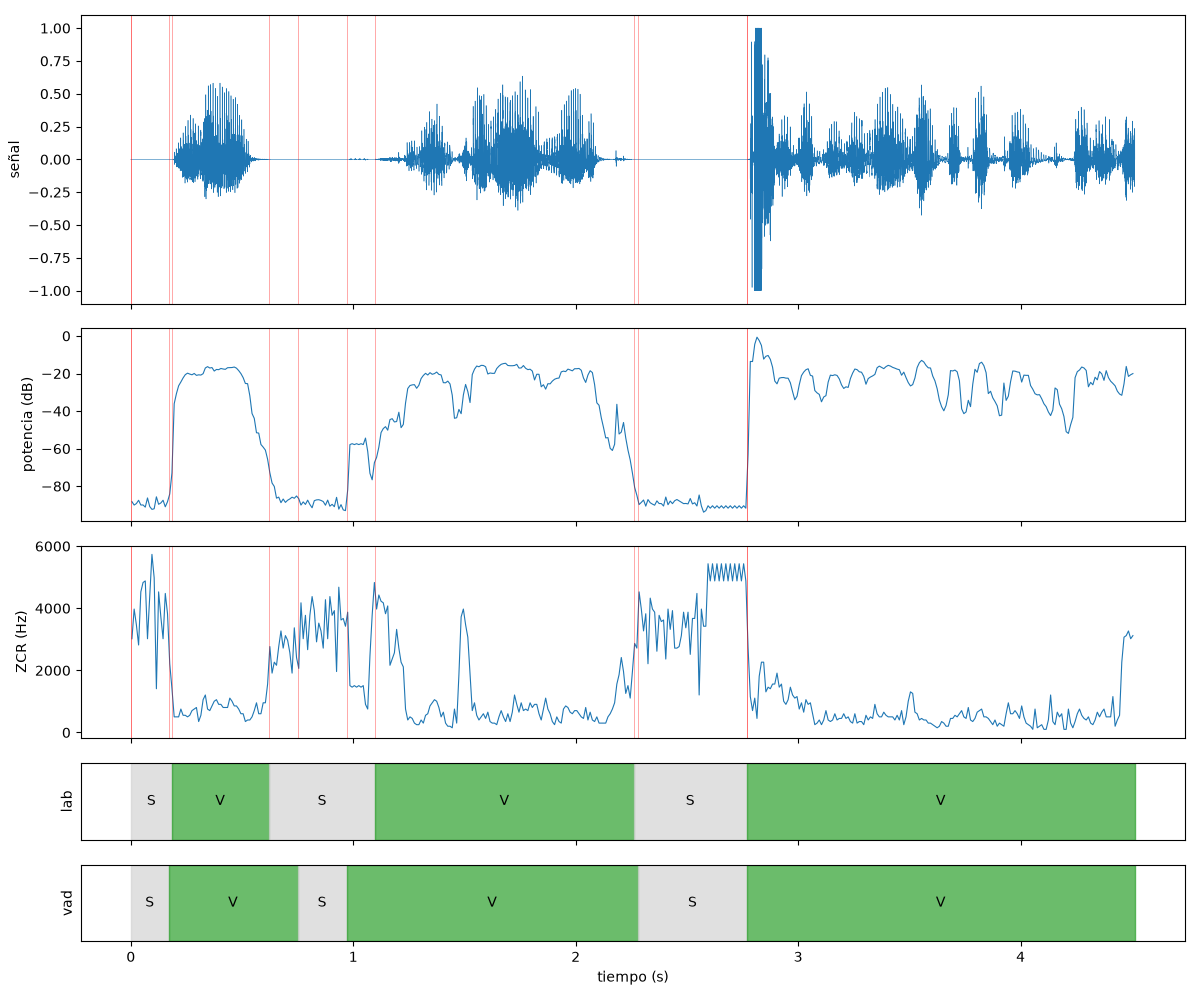 1.00
0.75
0.50
0.25
0.00
−0.25
−0.50
−0.75
−1.00
señal
0
−20
−40
−60
−80
potencia (dB)
6000
4000
2000
0
ZCR (Hz)
lab
S V S V S V
vad
S V S V S V
0 1 2 3 4
tiempo (s)